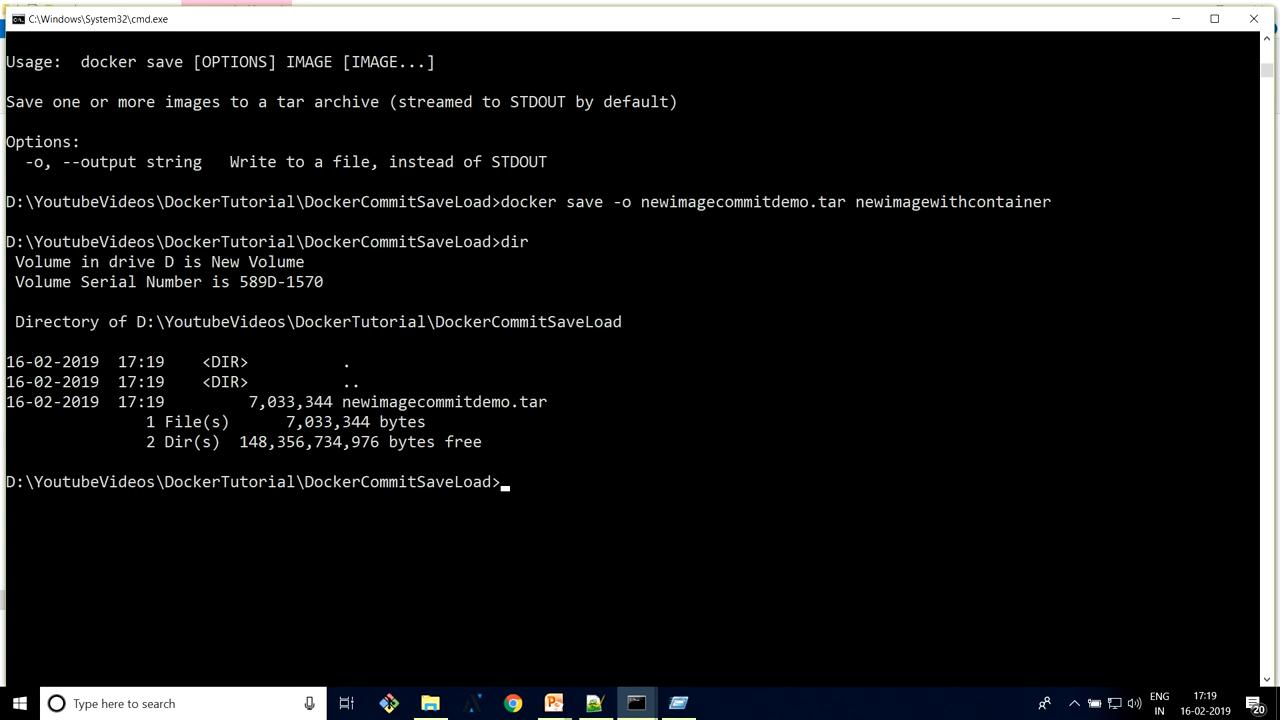 C:\Windows\System32\cmd.exe
Usage:  docker save [OPTIONS] IMAGE [IMAGE...]
Save one or more images to a tar archive (streamed to STDOUT by default)
Options:
  -o, --output string   Write to a file, instead of STDOUT
D:\YoutubeVideos\DockerTutorial\DockerCommitSaveLoad>docker save -o newimagecommitdemo.tar newimagewithcontainer
D:\YoutubeVideos\DockerTutorial\DockerCommitSaveLoad>dir
 Volume in drive D is New Volume
 Volume Serial Number is 589D-1570
 Directory of D:\YoutubeVideos\DockerTutorial\DockerCommitSaveLoad
16-02-2019  17:19    <DIR>          .
16-02-2019  17:19    <DIR>          ..
16-02-2019  17:19         7,033,344 newimagecommitdemo.tar
               1 File(s)      7,033,344 bytes
               2 Dir(s)  148,356,734,976 bytes free
D:\YoutubeVideos\DockerTutorial\DockerCommitSaveLoad>
Type here to search
ENG
IN
17:19
16-02-2019
20